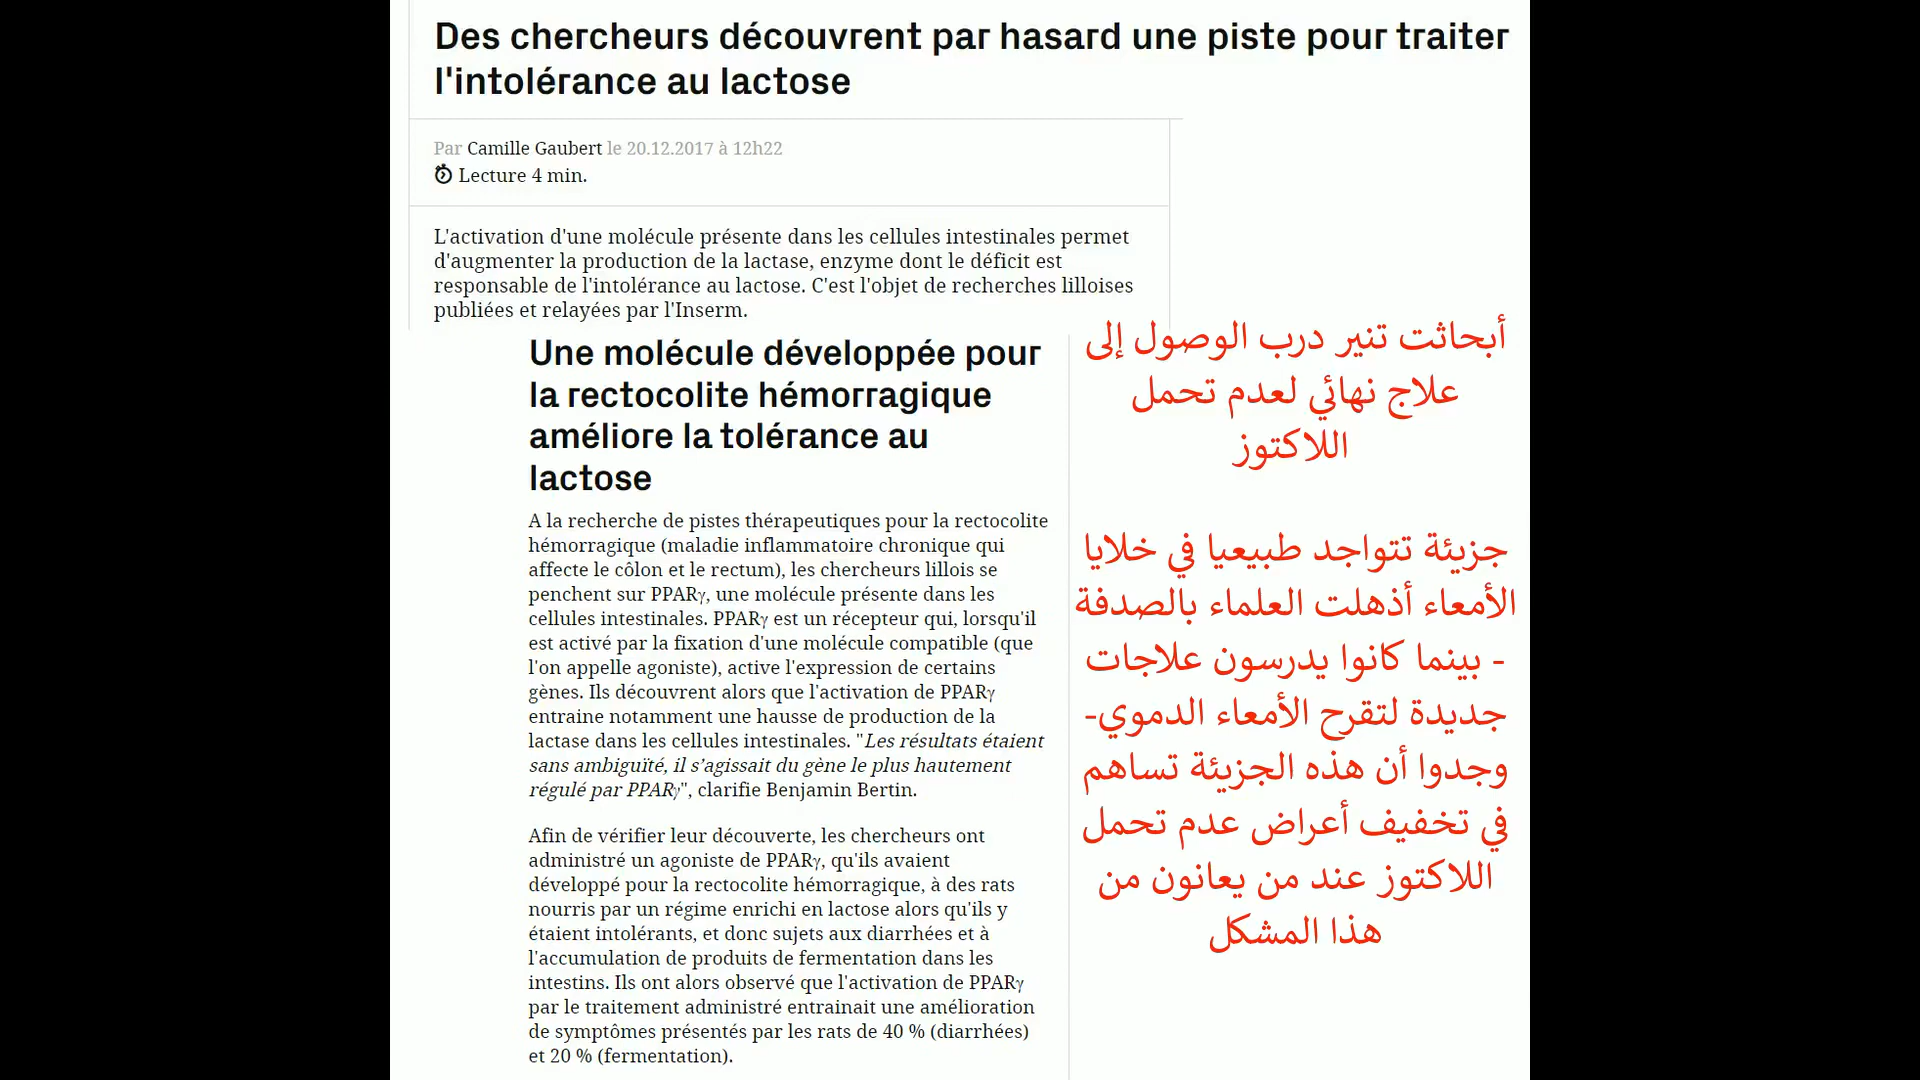 Des chercheurs découvrent par hasard une piste pour traiter
l'intolérance au lactose
Par Camille Gaubert le 20.12.2017 à 12h22
Lecture 4 min.
L'activation d'une molécule présente dans les cellules intestinales permet
d'augmenter la production de la lactase, enzyme dont le déficit est
responsable de l'intolérance au lactose. C'est l'objet de recherches lilloises
publiées et relayées par l'Inserm.
Une molécule développée pour
la rectocolite hémorragique
améliore la tolérance au
lactose
A la recherche de pistes thérapeutiques pour la rectocolite
hémorragique (maladie inflammatoire chronique qui
affecte le côlon et le rectum), les chercheurs lillois se
penchent sur PPARγ, une molécule présente dans les
cellules intestinales. PPARγ est un récepteur qui, lorsqu'il
est activé par la fixation d'une molécule compatible (que
l'on appelle agoniste), active l'expression de certains
gènes. Ils découvrent alors que l'activation de PPARγ
entraine notamment une hausse de production de la
lactase dans les cellules intestinales. "Les résultats étaient
sans ambiguïté, il s’agissait du gène le plus hautement
régulé par PPARγ", clarifie Benjamin Bertin.
Afin de vérifier leur découverte, les chercheurs ont
administré un agoniste de PPARγ, qu'ils avaient
développé pour la rectocolite hémorragique, à des rats
nourris par un régime enrichi en lactose alors qu'ils y
étaient intolérants, et donc sujets aux diarrhées et à
l'accumulation de produits de fermentation dans les
intestins. Ils ont alors observé que l'activation de PPARγ
par le traitement administré entrainait une amélioration
de symptômes présentés par les rats de 40 % (diarrhées)
et 20 % (fermentation).
أبحاثت تنير درب الوصول إلى
علاج نهائي لعدم تحمل
اللاكتوز
جزيئة تتواجد طبيعيا في خلايا
الأمعاء أذهلت العلماء بالصدفة
- بينما كانوا يدرسون علاجات
جديدة لتقرح الأمعاء الدموي-
وجدوا أن هذه الجزيئة تساهم
في تخفيف أعراض عدم تحمل
اللاكتوز عند من يعانون من
هذا المشكل